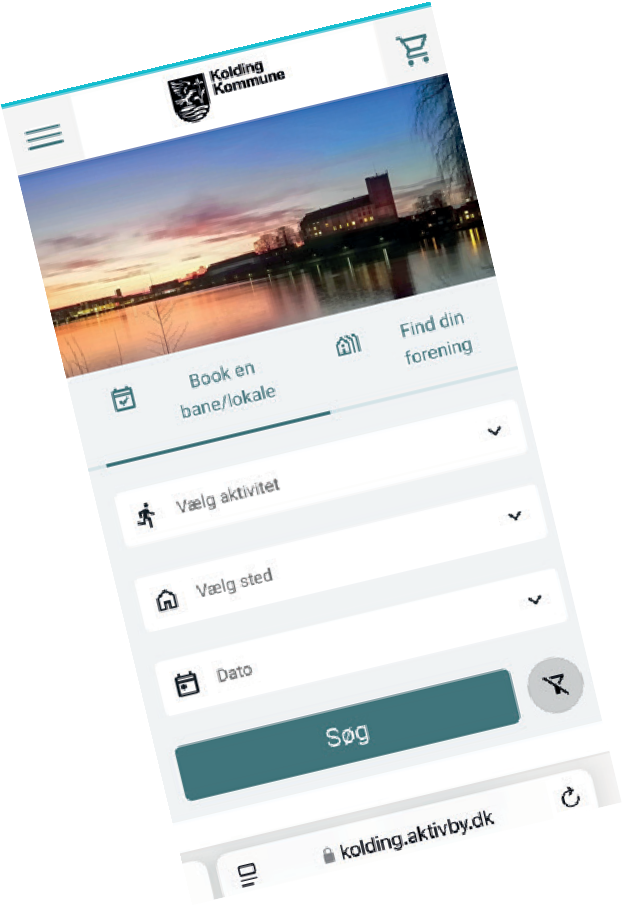 Kolding
Kommune
Book en
bane/lokale
Find din
forening
Vælg aktivitet
Vælg sted
Dato
Søg
kolding.aktivby.dk